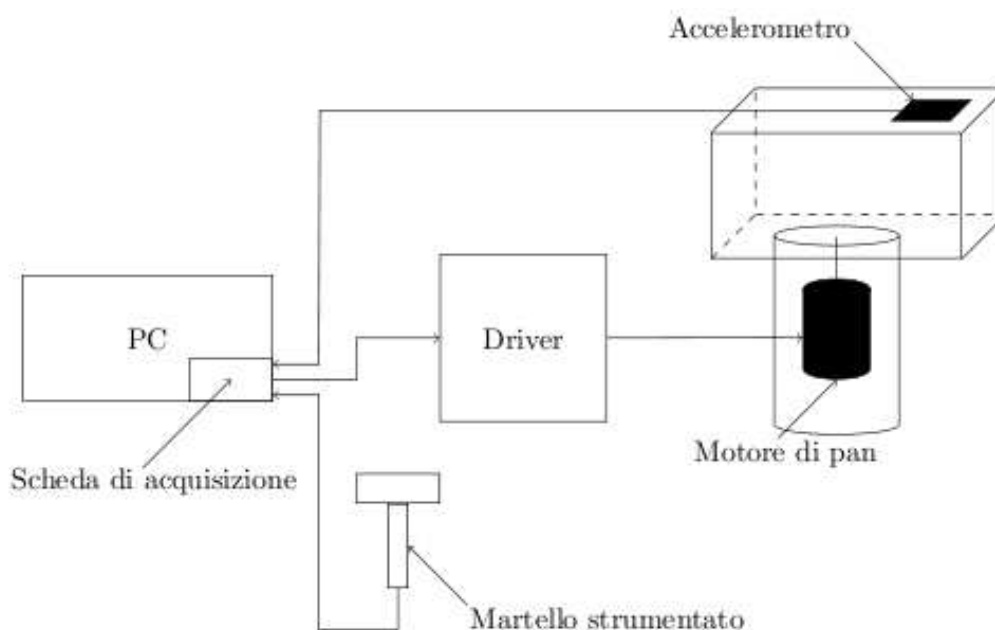 Accelerometro
PC
Driver
Motore di pan
Scheda di acquisizione
Martello strumentato